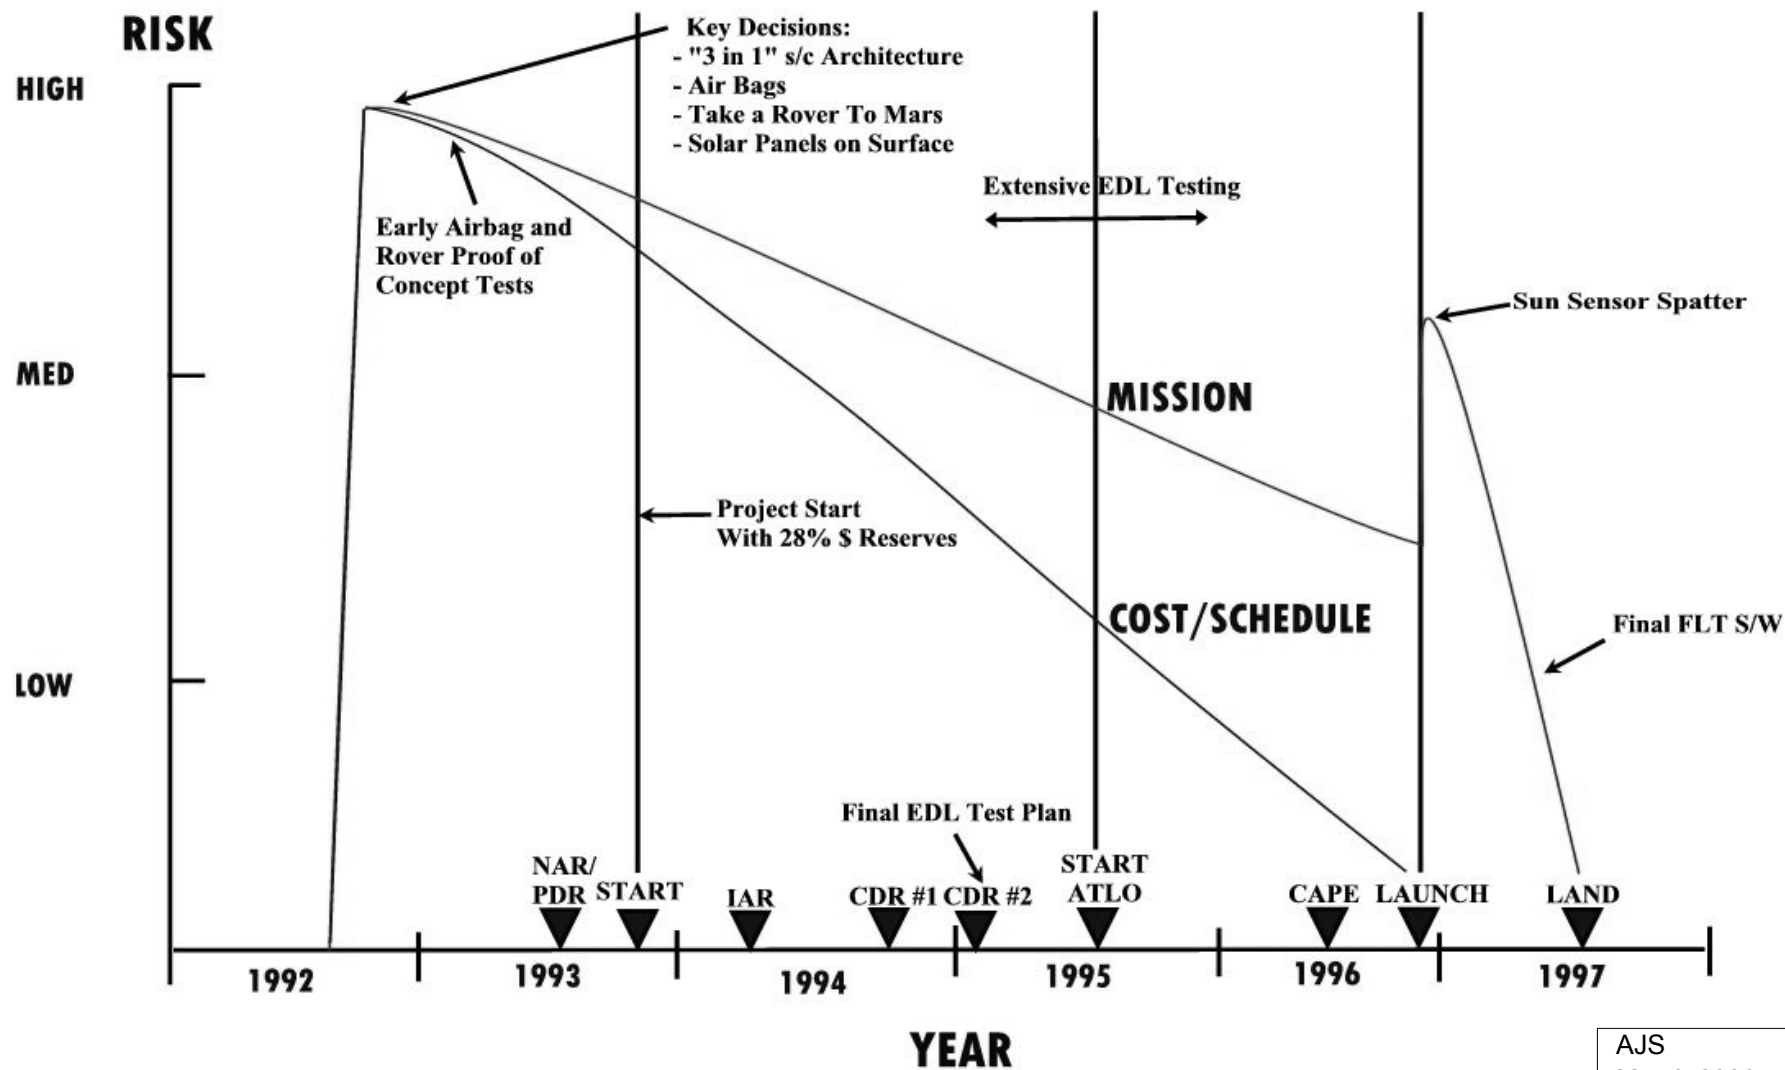 RISK
HIGH
MED
LOW
Key Decisions:
- "3 in 1" s/c Architecture
- Air Bags
- Take a Rover To Mars
- Solar Panels on Surface
Early Airbag and
Rover Proof of
Concept Tests
Extensive EDL Testing
Sun Sensor Spatter
MISSION
Project Start
With 28% $ Reserves
COST/SCHEDULE
Final FLT S/W
Final EDL Test Plan
NAR/
PDR
START
IAR
CDR #1
CDR #2
START
ATLO
CAPE
LAUNCH
LAND
1992
1993
1994
1995
1996
1997
YEAR
AJS